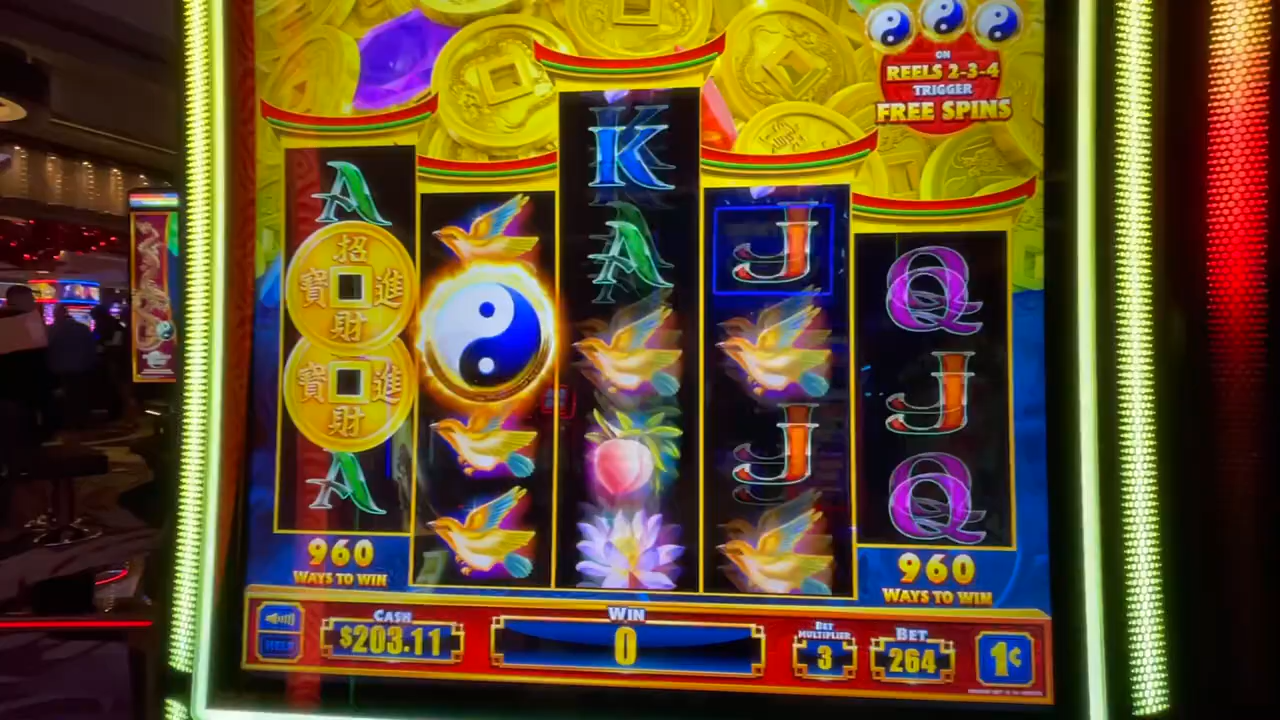 ON
REELS 2-3-4
TRIGGER
FREE SPINS
K
A
A
J
Q
招
寶 進
財
J
寶 進
財
J
Q
A
960
WAYS TO WIN
960
WAYS TO WIN
CASH
$203.11
WIN
0
BET
MULTIPLIER
3
BET
264
1¢
HELP